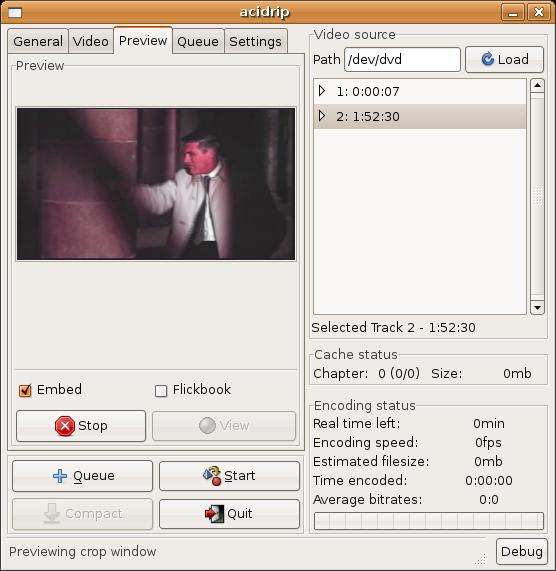 acidrip
General Video Preview Queue Settings
Preview
Embed Flickbook
Stop View
Queue Start
Compact Quit
Video source
Path /dev/dvd Load
1: 0:00:07
2: 1:52:30
Selected Track 2 - 1:52:30
Cache status
Chapter: 0 (0/0) Size: 0mb
Encoding status
Real time left: 0min
Encoding speed: 0fps
Estimated filesize: 0mb
Time encoded: 0:00:00
Average bitrates: 0:0
Previewing crop window Debug